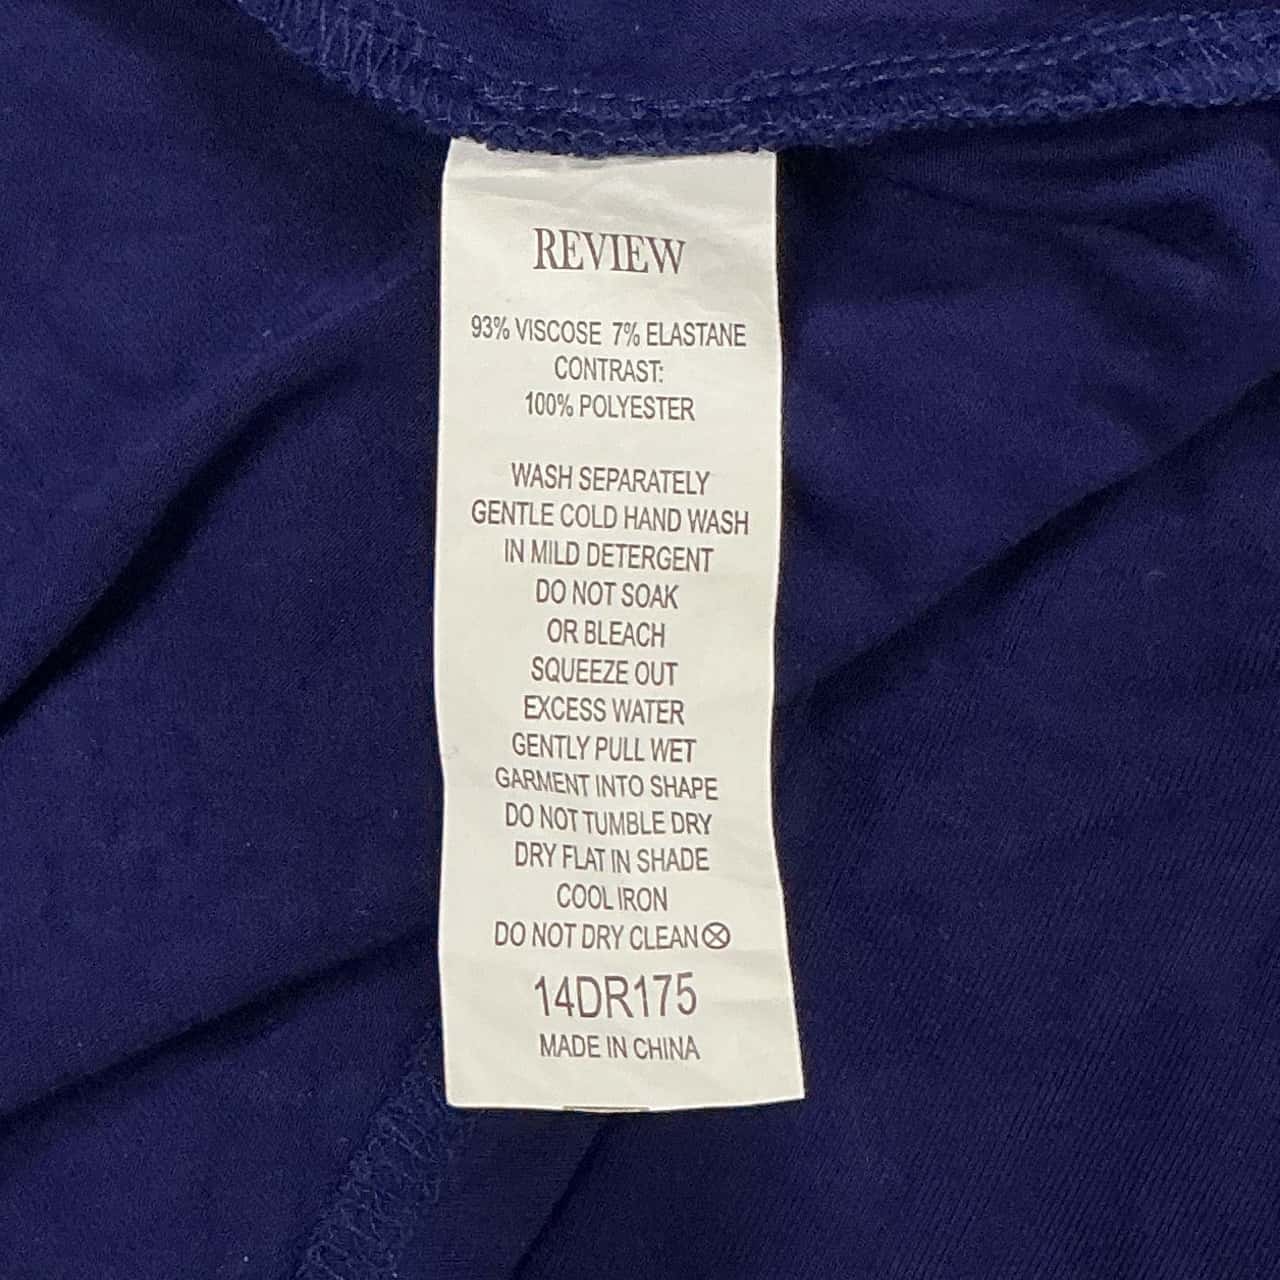 REVIEW
93% VISCOSE 7% ELASTANE
CONTRAST:
100% POLYESTER
WASH SEPARATELY
GENTLE COLD HAND WASH
IN MILD DETERGENT
DO NOT SOAK
OR BLEACH
SQUEEZE OUT
EXCESS WATER
GENTLY PULL WET
GARMENT INTO SHAPE
DO NOT TUMBLE DRY
DRY FLAT IN SHADE
COOL IRON
DO NOT DRY CLEAN
14DR175
MADE IN CHINA